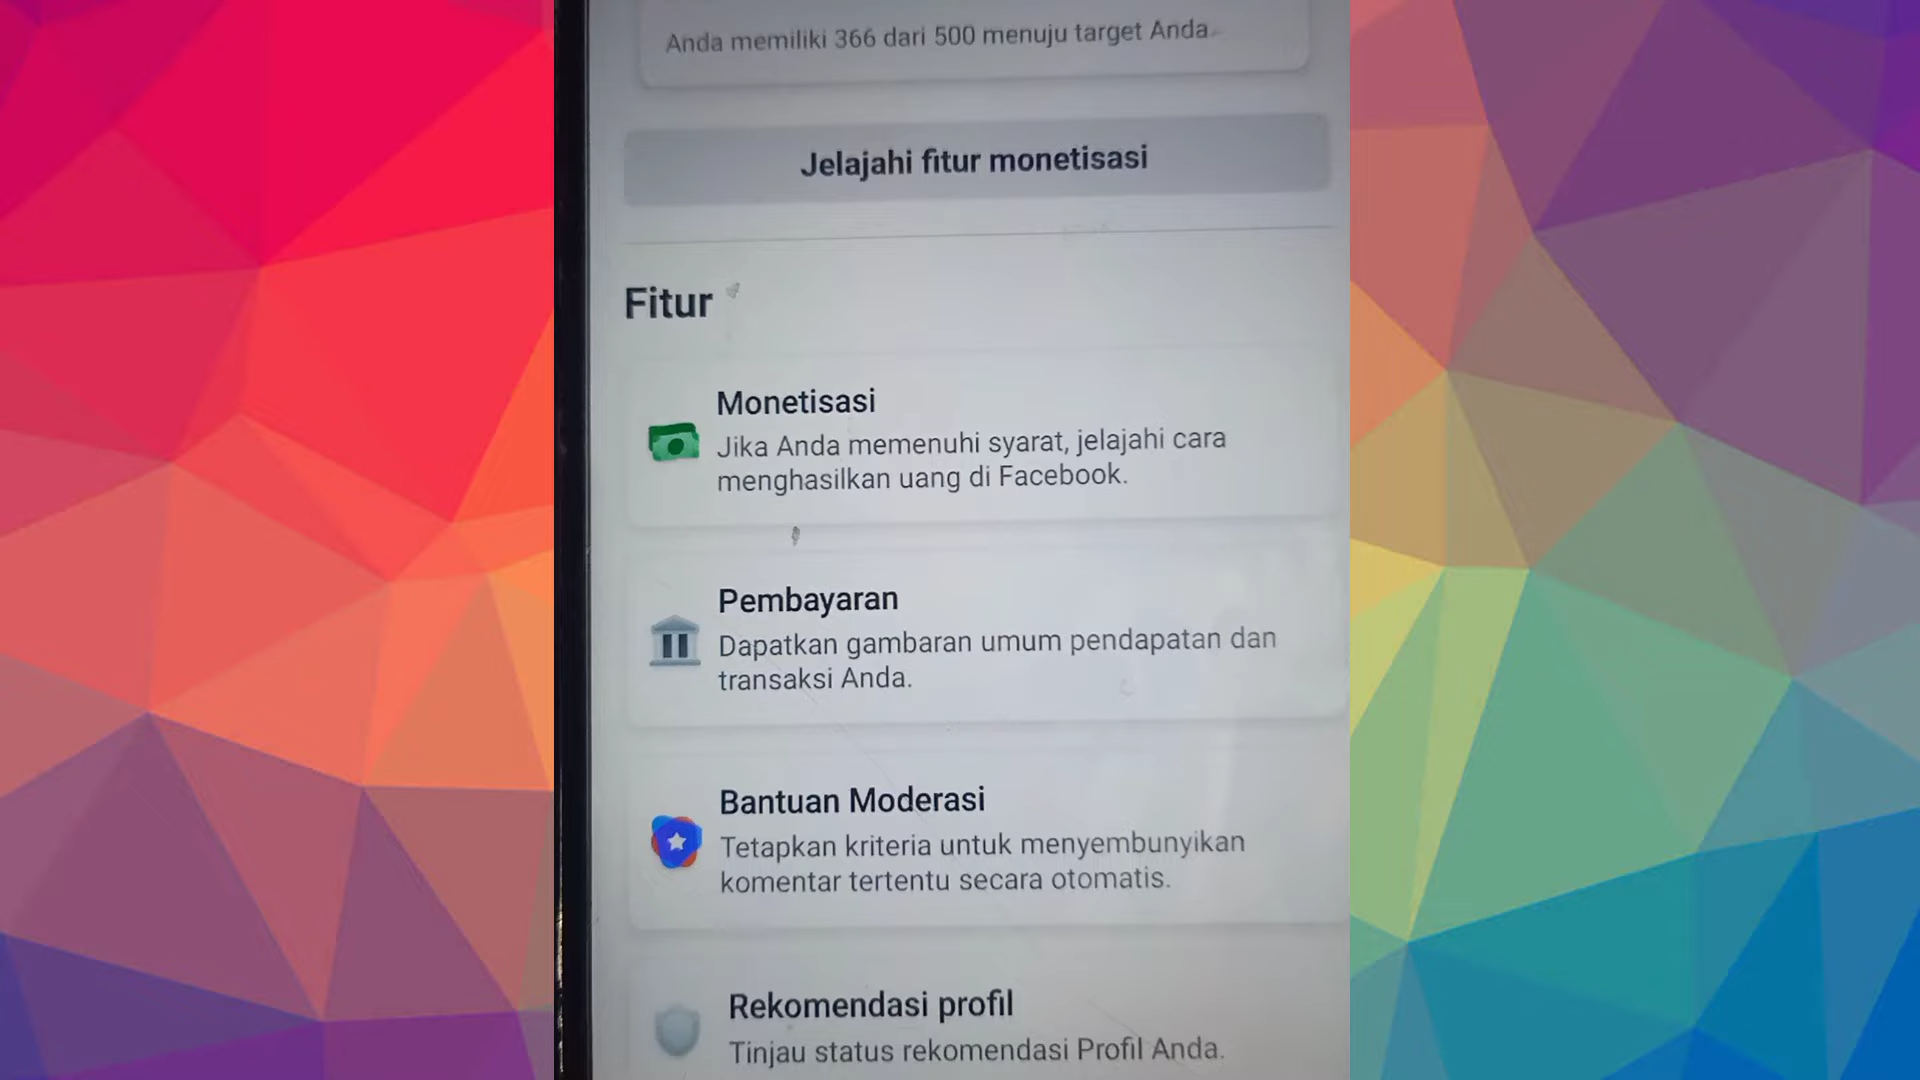 Anda memiliki 366 dari 500 menuju target Anda
Jelajahi fitur monetisasi
Fitur
Monetisasi
Jika Anda memenuhi syarat, jelajahi cara
menghasilkan uang di Facebook.
Pembayaran
Dapatkan gambaran umum pendapatan dan
transaksi Anda.
Bantuan Moderasi
Tetapkan kriteria untuk menyembunyikan
komentar tertentu secara otomatis.
Rekomendasi profil
Tinjau status rekomendasi Profil Anda.